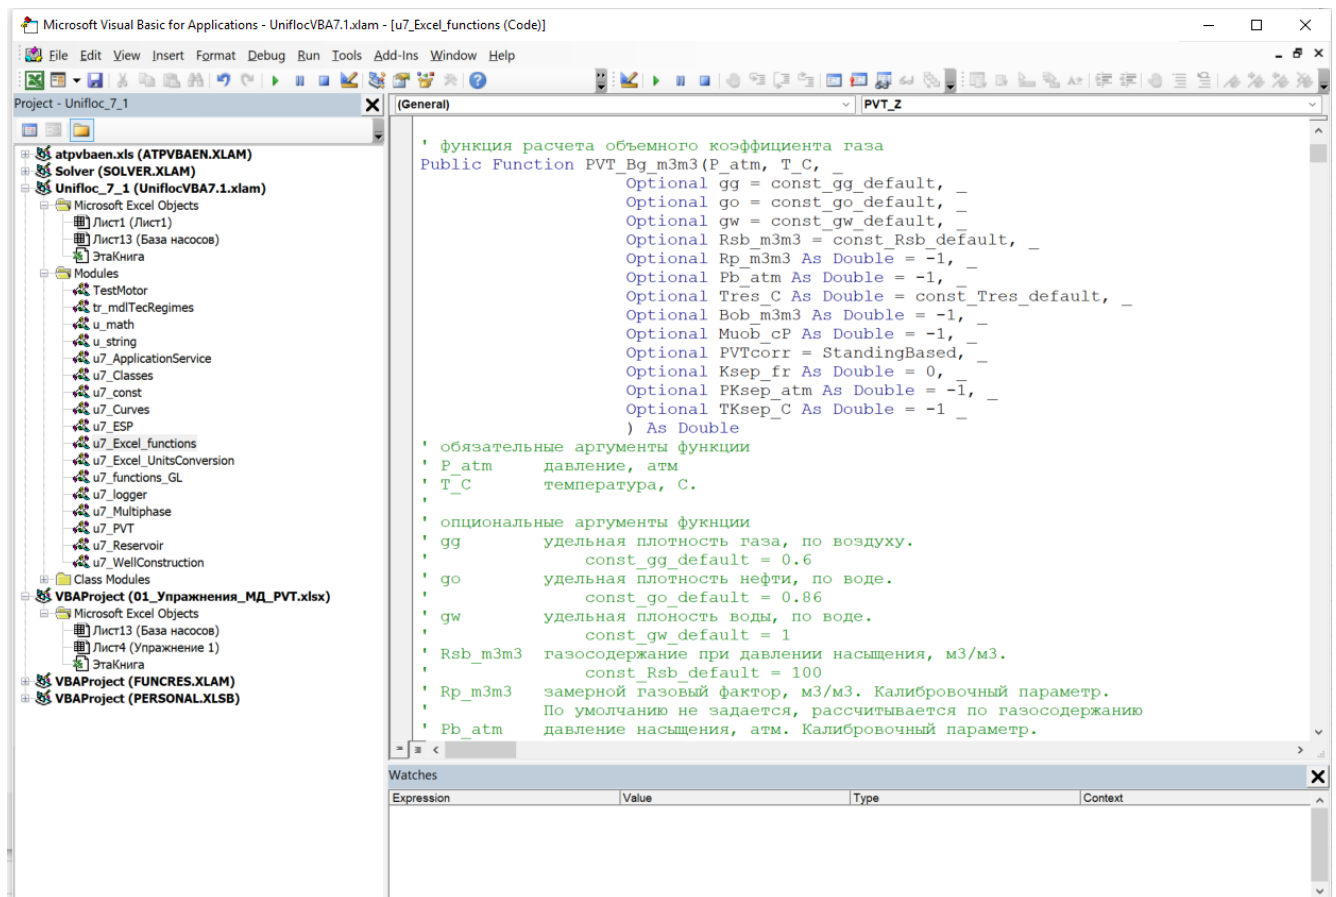 Microsoft Visual Basic for Applications - UniflocVBA7.1.xlam - [u7_Excel_functions (Code)]
File Edit View Insert Format Debug Run Tools Add-Ins Window Help
Project - Unifloc_7_1
atpvbaen.xls (ATPVBAEN.XLAM)
Solver (SOLVER.XLAM)
Unifloc_7_1 (UniflocVBA7.1.xlam)
Microsoft Excel Objects
Лист1 (Лист1)
Лист13 (База насосов)
ЭтаКнига
Modules
TestMotor
tr_mdlTecRegimes
u_math
u_string
u7_ApplicationService
u7_Classes
u7_const
u7_Curves
u7_ESP
u7_Excel_functions
u7_Excel_UnitsConversion
u7_functions_GL
u7_logger
u7_Multiphase
u7_PVT
u7_Reservoir
u7_WellConstruction
Class Modules
VBAProject (01_Упражнения_МД_PVT.xlsx)
Microsoft Excel Objects
Лист13 (База насосов)
Лист4 (Упражнение 1)
ЭтаКнига
VBAProject (FUNCRES.XLAM)
VBAProject (PERSONAL.XLSB)
(General) PVT_Z
' функция расчета объемного коэффициента газа
Public Function PVT_Bg_m3m3(P_atm, T_C, _
Optional gg = const_gg_default, _
Optional go = const_go_default, _
Optional gw = const_gw_default, _
Optional Rsb_m3m3 = const_Rsb_default, _
Optional Rp_m3m3 As Double = -1, _
Optional Pb_atm As Double = -1, _
Optional Tres_C As Double = const_Tres_default, _
Optional Bob_m3m3 As Double = -1, _
Optional Muob_cP As Double = -1, _
Optional PVTcorr = StandingBased, _
Optional Ksep_fr As Double = 0, _
Optional PKsep_atm As Double = -1, _
Optional TKsep_C As Double = -1 _
) As Double
' обязательные аргументы функции
' P_atm давление, атм
' T_C температура, С.
'
' опциональные аргументы фукнции
' gg удельная плотность газа, по воздуху.
' const_gg_default = 0.6
' go удельная плотность нефти, по воде.
' const_go_default = 0.86
' gw удельная плоность воды, по воде.
' const_gw_default = 1
' Rsb_m3m3 газосодержание при давлении насыщения, м3/м3.
' const_Rsb_default = 100
' Rp_m3m3 замерной газовый фактор, м3/м3. Калибровочный параметр.
' По умолчанию не задается, рассчитывается по газосодержанию
' Pb_atm давление насыщения, атм. Калибровочный параметр.
Watches
Expression Value Type Context